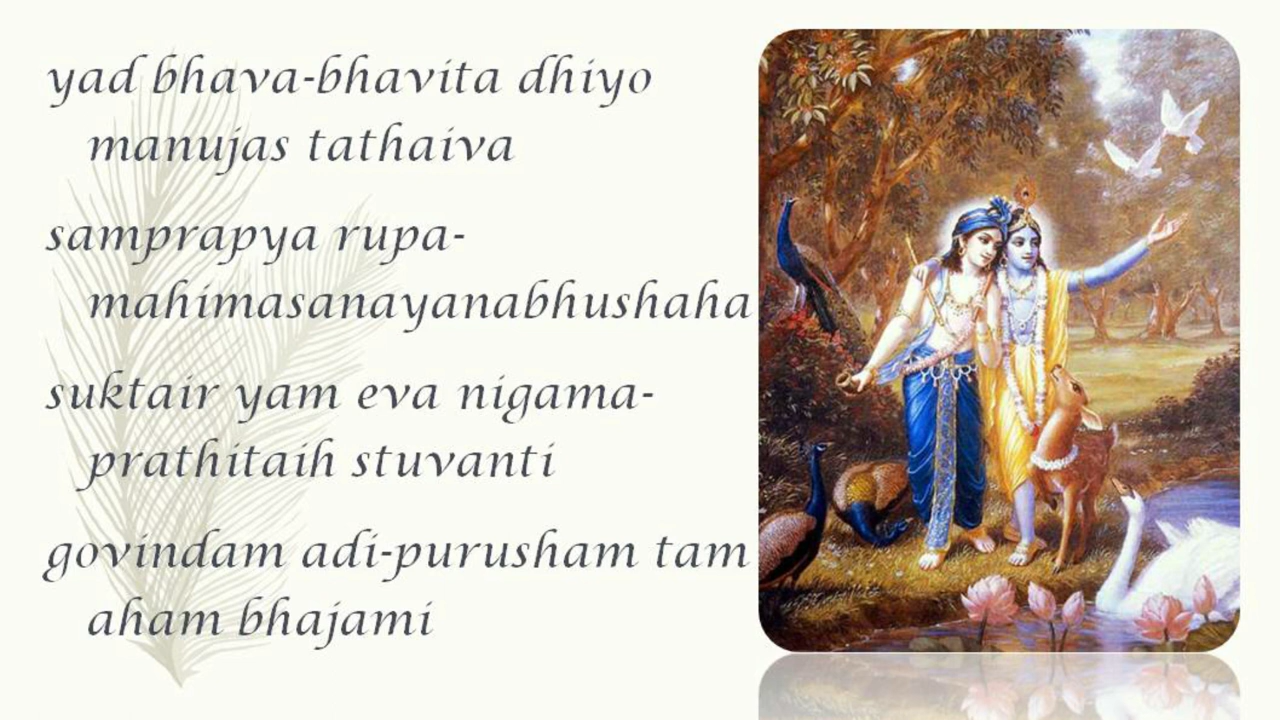 yad bhava-bhavita dhiyo
manujas tathaiva
samprapya rupa-
mahimasanayanabhushaha
suktair yam eva nigama-
prathitaih stuvanti
govindam adi-purusham tam
aham bhajami